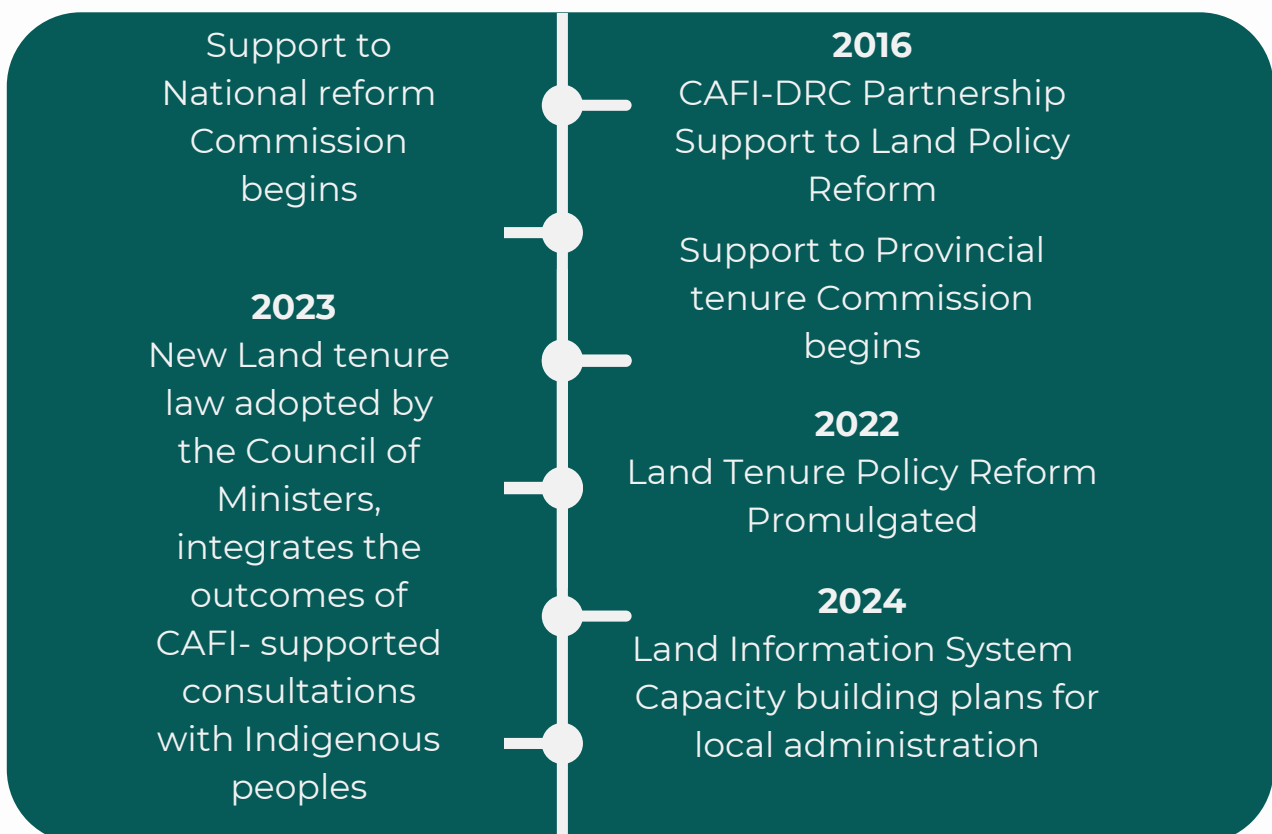 Support to
National reform
Commission
begins
2023
New Land tenure
law adopted by
the Council of
Ministers,
integrates the
outcomes of
CAFI- supported
consultations
with Indigenous
peoples
2016
CAFI-DRC Partnership
Support to Land Policy
Reform
Support to Provincial
tenure Commission
begins
2022
Land Tenure Policy Reform
Promulgated
2024
Land Information System
Capacity building plans for
local administration